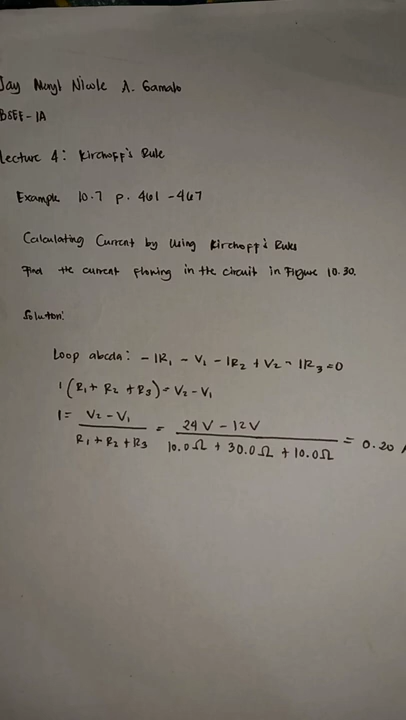 Jay Meryl Nicole A. Gamalo
BSEE-1A
Lecture 4: Kirchoff's Rule
Example 10.7 p. 461 - 467
Calculating Current by Using Kirchoff's Rules
Find the current flowing in the circuit in Figure 10.30.
Solution:
Loop abcda: - IR₁ - V₁ - IR₂ + V₂ - IR₃ = 0
I (R₁ + R₂ + R₃) = V₂ - V₁
I = V₂ - V₁ / R₁ + R₂ + R₃ = 24 V - 12 V / 10.0 Ω + 30.0 Ω + 10.0 Ω = 0.20 A